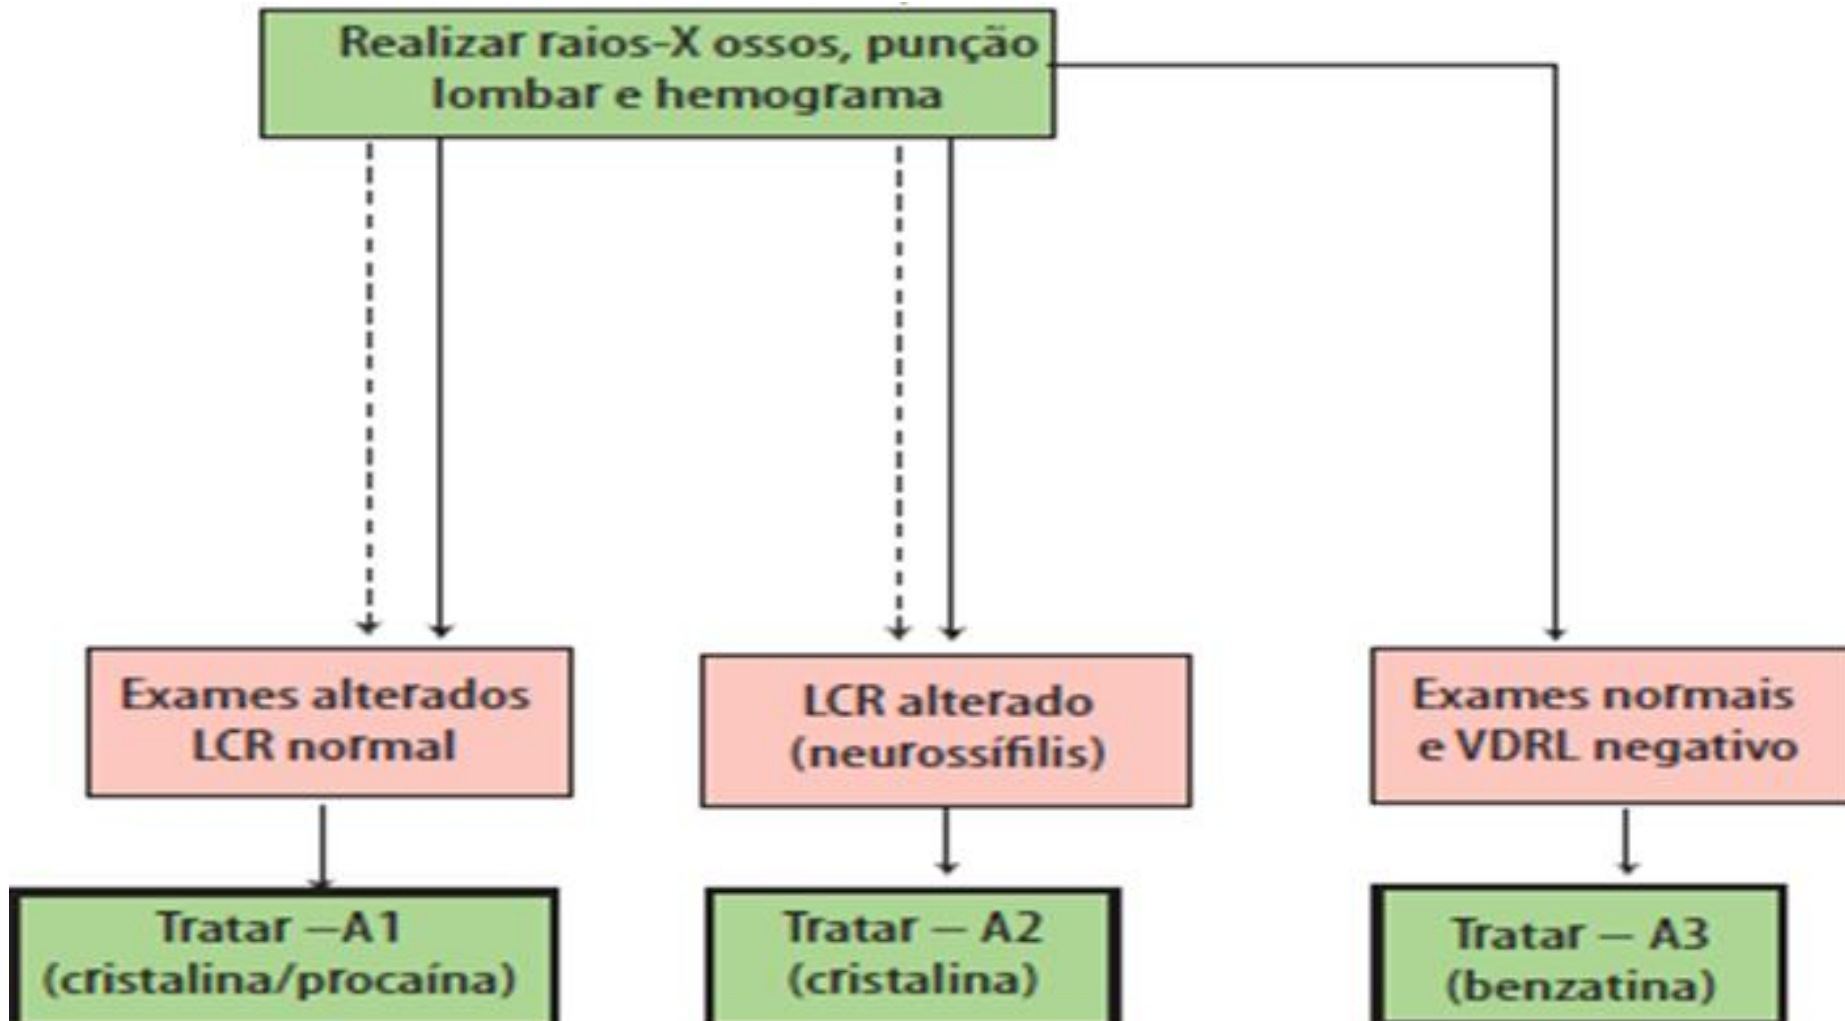 Realizar raios-X ossos, punção
lombar e hemograma
Exames alterados
LCR normal
LCR alterado
(neurossífilis)
Exames normais
e VDRL negativo
Tratar –A1
(cristalina/procaína)
Tratar – A2
(cristalina)
Tratar – A3
(benzatina)